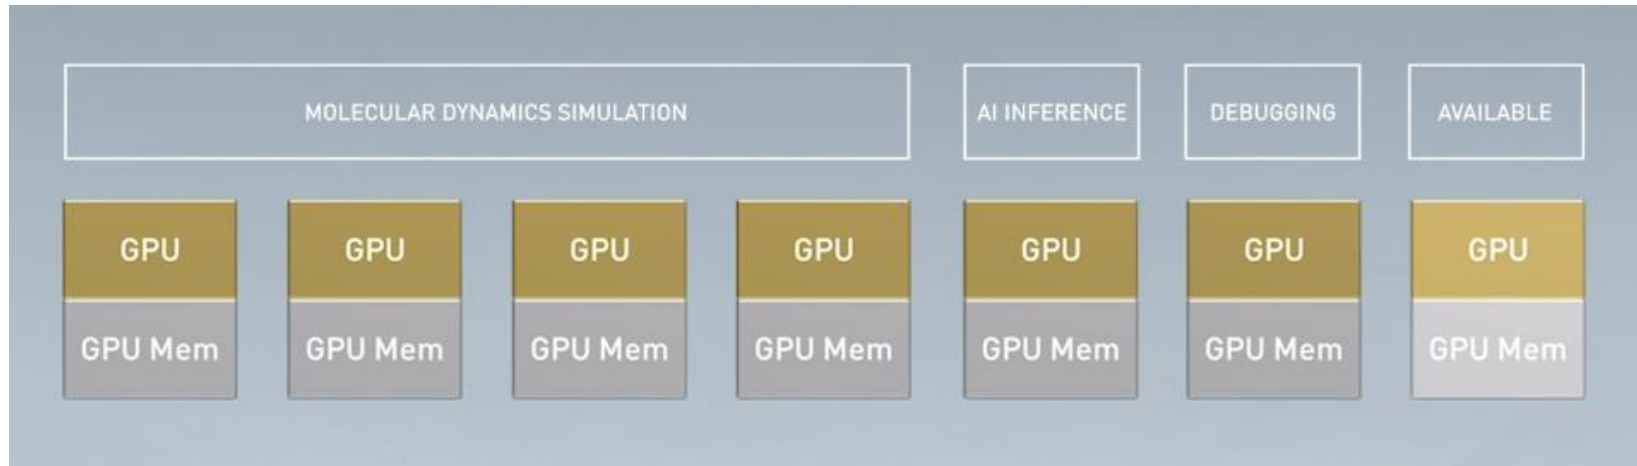 MOLECULAR DYNAMICS SIMULATION
AI INFERENCE
DEBUGGING
AVAILABLE
GPU
GPU
GPU
GPU
GPU
GPU
GPU
GPU Mem
GPU Mem
GPU Mem
GPU Mem
GPU Mem
GPU Mem
GPU Mem